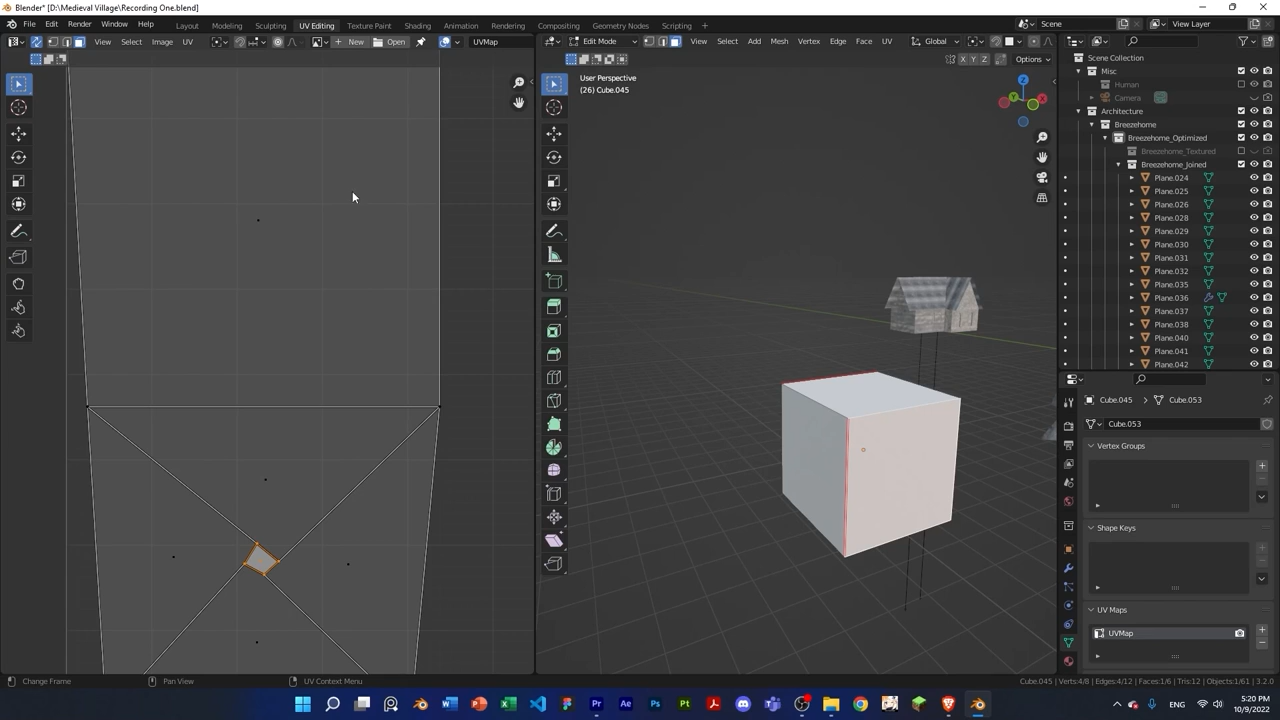 Blender* [D:\Medieval Village\Recording One.blend]
File Edit Render Window Help Layout Modeling Sculpting UV Editing Texture Paint Shading Animation Rendering Compositing Geometry Nodes Scripting + Scene View Layer
View Select Image UV New Open UVMap
Edit Mode View Select Add Mesh Vertex Edge Face UV Global
X Y Z Options
User Perspective
(26) Cube.045
Scene Collection
Misc
Human
Camera
Architecture
Breezehome
Breezehome_Optimized
Breezehome_Textured
Breezehome_Joined
Plane.024
Plane.025
Plane.026
Plane.028
Plane.029
Plane.030
Plane.031
Plane.032
Plane.035
Plane.036
Plane.037
Plane.038
Plane.040
Plane.041
Plane.042
Cube.045 Cube.053
Cube.053
Vertex Groups
Shape Keys
UV Maps
UVMap
Change Frame Pan View UV Context Menu Cube.045 | Verts:4/8 | Edges:4/12 | Faces:1/6 | Tris:12 | Objects:1/61 | 3.2.0
ENG 5:20 PM
10/9/2022